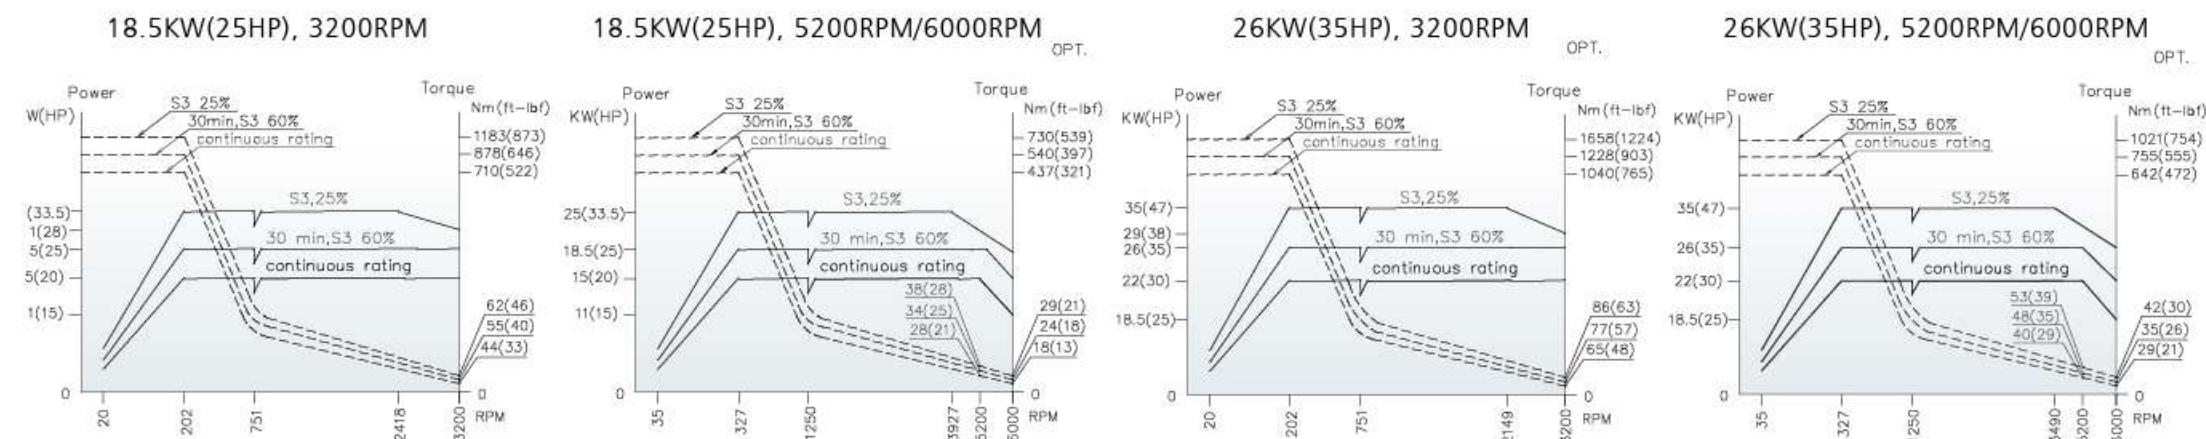 18.5KW(25HP), 3200RPM
Power
W(HP)
Torque
Nm(ft-lbf)
S3 25%
30min,S3 60%
continuous rating
1183(873)
878(646)
710(522)
(33.5)
1(28)
5(25)
5(20)
1(15)
0
S3,25%
30 min,S3 60%
continuous rating
62(46)
55(40)
44(33)
0
20
202
751
2418
3200
RPM
18.5KW(25HP), 5200RPM/6000RPM
OPT.
Power
KW(HP)
Torque
Nm(ft-lbf)
S3 25%
30min,S3 60%
continuous rating
730(539)
540(397)
437(321)
25(33.5)
18.5(25)
15(20)
11(15)
0
S3,25%
30 min,S3 60%
continuous rating
38(28)
34(25)
28(21)
29(21)
24(18)
18(13)
0
35
327
1250
3927
5200
6000
RPM
26KW(35HP), 3200RPM
OPT.
Power
KW(HP)
Torque
Nm(ft-lbf)
S3 25%
30min,S3 60%
continuous rating
1658(1224)
1228(903)
1040(765)
35(47)
29(38)
26(35)
22(30)
18.5(25)
0
S3,25%
30 min,S3 60%
continuous rating
86(63)
77(57)
65(48)
0
20
202
751
2149
3200
RPM
26KW(35HP), 5200RPM/6000RPM
OPT.
Power
KW(HP)
Torque
Nm(ft-lbf)
S3 25%
30min,S3 60%
continuous rating
1021(754)
755(555)
642(472)
35(47)
26(35)
22(30)
18.5(25)
0
S3,25%
30 min,S3 60%
continuous rating
53(39)
48(35)
40(29)
42(30)
35(26)
29(21)
0
35
327
1250
3490
5200
6000
RPM